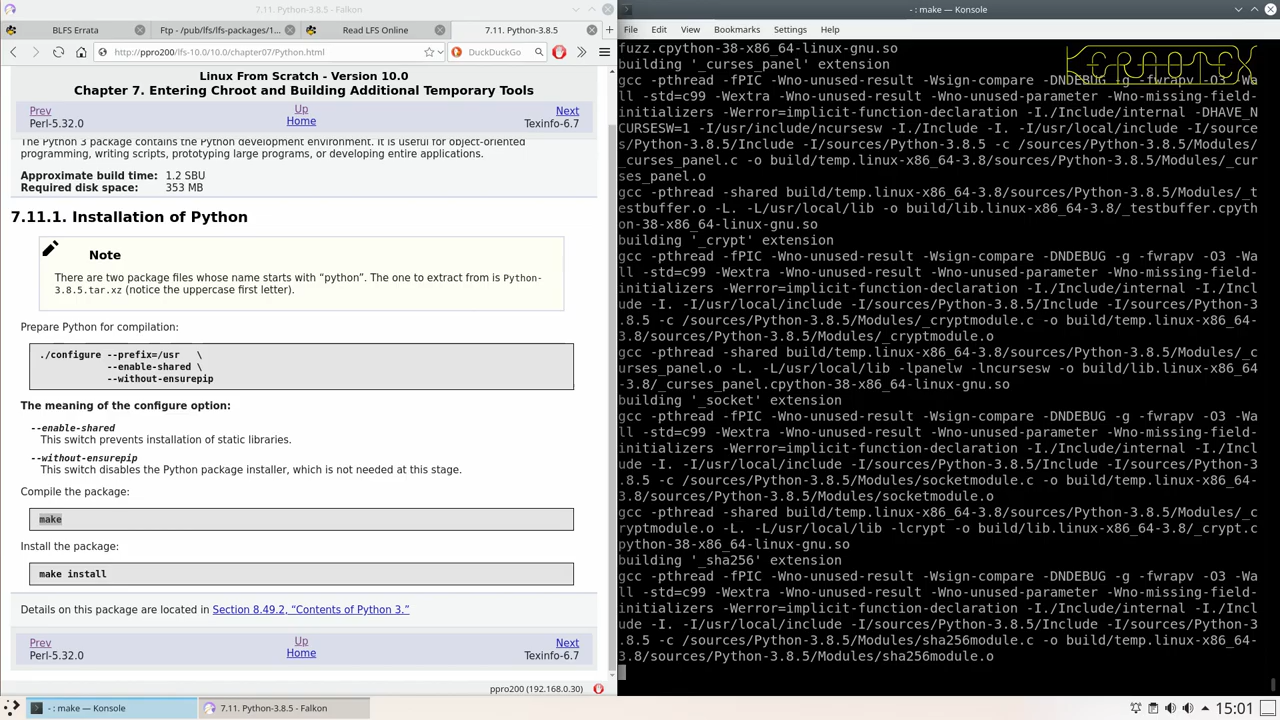 7.11. Python-3.8.5 - Falkon
BLFS Errata
Ftp - /pub/lfs/lfs-packages/1...
Read LFS Online
7.11. Python-3.8.5
http://ppro200/lfs-10.0/10.0/chapter07/Python.html
DuckDuckGo
Linux From Scratch - Version 10.0
Chapter 7. Entering Chroot and Building Additional Temporary Tools
Prev
Up
Next
Perl-5.32.0
Home
Texinfo-6.7
The Python 3 package contains the Python development environment. It is useful for object-oriented
programming, writing scripts, prototyping large programs, or developing entire applications.
Approximate build time: 1.2 SBU
Required disk space: 353 MB
7.11.1. Installation of Python
Note
There are two package files whose name starts with “python”. The one to extract from is Python-
3.8.5.tar.xz (notice the uppercase first letter).
Prepare Python for compilation:
./configure --prefix=/usr \
--enable-shared \
--without-ensurepip
The meaning of the configure option:
--enable-shared
This switch prevents installation of static libraries.
--without-ensurepip
This switch disables the Python package installer, which is not needed at this stage.
Compile the package:
make
Install the package:
make install
Details on this package are located in Section 8.49.2, “Contents of Python 3.”
Prev
Up
Next
Perl-5.32.0
Home
Texinfo-6.7
ppro200 (192.168.0.30)
- : make — Konsole
File Edit View Bookmarks Settings Help
KERNOTEX
fuzz.cpython-38-x86_64-linux-gnu.so
building '_curses_panel' extension
gcc -pthread -fPIC -Wno-unused-result -Wsign-compare -DNDEBUG -g -fwrapv -O3 -Wa
ll -std=c99 -Wextra -Wno-unused-result -Wno-unused-parameter -Wno-missing-field-
initializers -Werror=implicit-function-declaration -I./Include/internal -DHAVE_N
CURSESW=1 -I/usr/include/ncursesw -I./Include -I. -I/usr/local/include -I/source
s/Python-3.8.5/Include -I/sources/Python-3.8.5 -c /sources/Python-3.8.5/Modules/
_curses_panel.c -o build/temp.linux-x86_64-3.8/sources/Python-3.8.5/Modules/_cur
ses_panel.o
gcc -pthread -shared build/temp.linux-x86_64-3.8/sources/Python-3.8.5/Modules/_t
estbuffer.o -L. -L/usr/local/lib -o build/lib.linux-x86_64-3.8/_testbuffer.cpyth
on-38-x86_64-linux-gnu.so
building '_crypt' extension
gcc -pthread -fPIC -Wno-unused-result -Wsign-compare -DNDEBUG -g -fwrapv -O3 -Wa
ll -std=c99 -Wextra -Wno-unused-result -Wno-unused-parameter -Wno-missing-field-
initializers -Werror=implicit-function-declaration -I./Include/internal -I./Incl
ude -I. -I/usr/local/include -I/sources/Python-3.8.5/Include -I/sources/Python-3
.8.5 -c /sources/Python-3.8.5/Modules/_cryptmodule.c -o build/temp.linux-x86_64-
3.8/sources/Python-3.8.5/Modules/_cryptmodule.o
gcc -pthread -shared build/temp.linux-x86_64-3.8/sources/Python-3.8.5/Modules/_c
urses_panel.o -L. -L/usr/local/lib -lpanelw -lncursesw -o build/lib.linux-x86_64
-3.8/_curses_panel.cpython-38-x86_64-linux-gnu.so
building '_socket' extension
gcc -pthread -fPIC -Wno-unused-result -Wsign-compare -DNDEBUG -g -fwrapv -O3 -Wa
ll -std=c99 -Wextra -Wno-unused-result -Wno-unused-parameter -Wno-missing-field-
initializers -Werror=implicit-function-declaration -I./Include/internal -I./Incl
ude -I. -I/usr/local/include -I/sources/Python-3.8.5/Include -I/sources/Python-3
.8.5 -c /sources/Python-3.8.5/Modules/socketmodule.c -o build/temp.linux-x86_64-
3.8/sources/Python-3.8.5/Modules/socketmodule.o
gcc -pthread -shared build/temp.linux-x86_64-3.8/sources/Python-3.8.5/Modules/_c
ryptmodule.o -L. -L/usr/local/lib -lcrypt -o build/lib.linux-x86_64-3.8/_crypt.c
python-38-x86_64-linux-gnu.so
building '_sha256' extension
gcc -pthread -fPIC -Wno-unused-result -Wsign-compare -DNDEBUG -g -fwrapv -O3 -Wa
ll -std=c99 -Wextra -Wno-unused-result -Wno-unused-parameter -Wno-missing-field-
initializers -Werror=implicit-function-declaration -I./Include/internal -I./Incl
ude -I. -I/usr/local/include -I/sources/Python-3.8.5/Include -I/sources/Python-3
.8.5 -c /sources/Python-3.8.5/Modules/sha256module.c -o build/temp.linux-x86_64-
3.8/sources/Python-3.8.5/Modules/sha256module.o
- : make — Konsole
7.11. Python-3.8.5 - Falkon
15:01